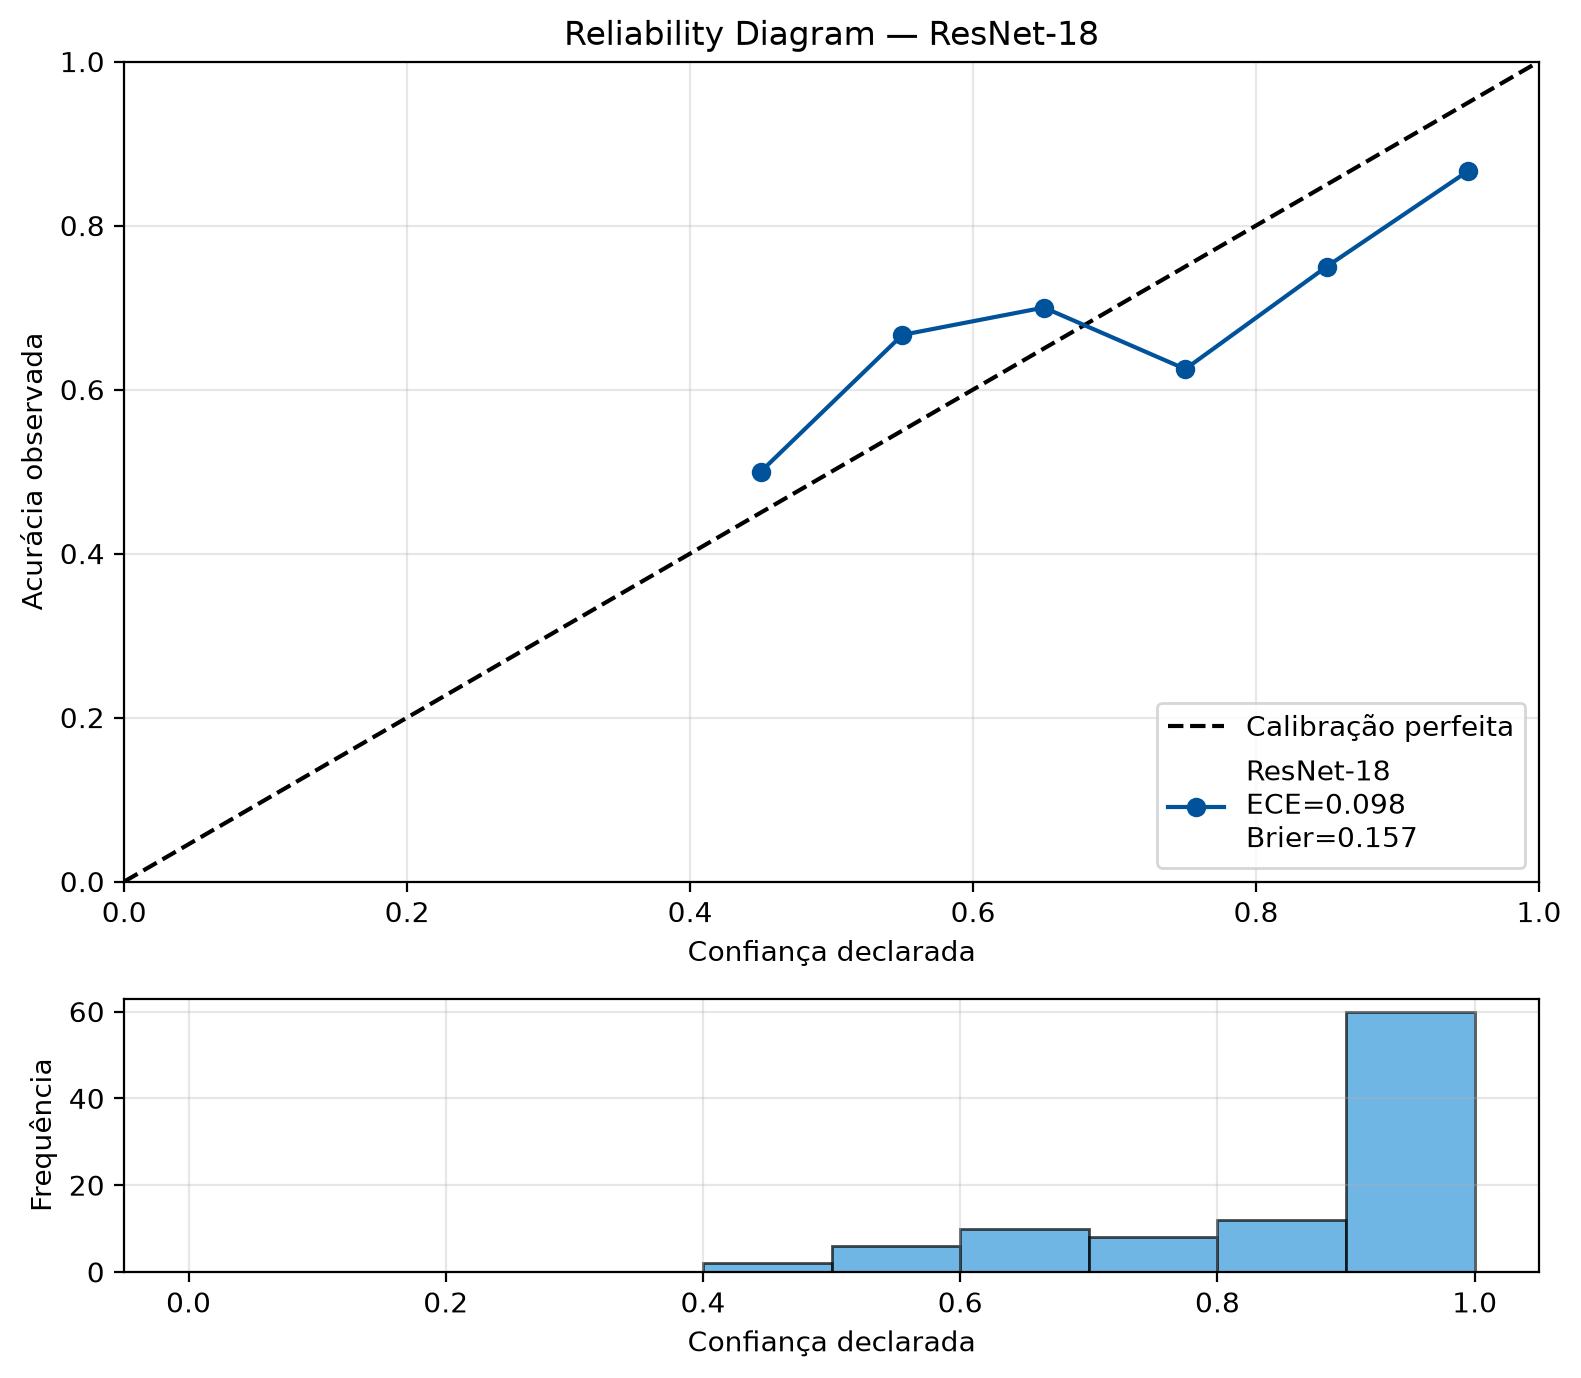 Reliability Diagram — ResNet-18
1.0
0.8
0.6
0.4
0.2
0.0
Acurácia observada
0.0 0.2 0.4 0.6 0.8 1.0
Confiança declarada
Calibração perfeita
ResNet-18
ECE=0.098
Brier=0.157
60
40
20
0
Frequência
0.0 0.2 0.4 0.6 0.8 1.0
Confiança declarada